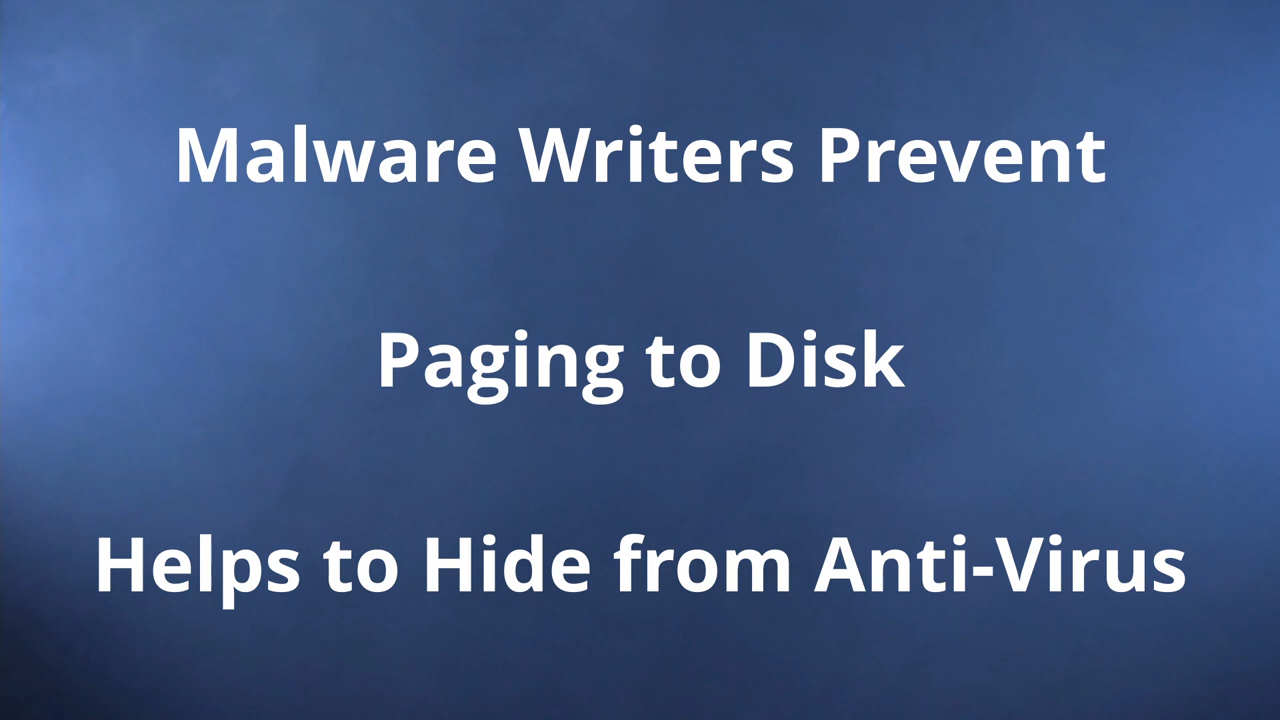 Malware Writers Prevent
Paging to Disk
Helps to Hide from Anti-Virus